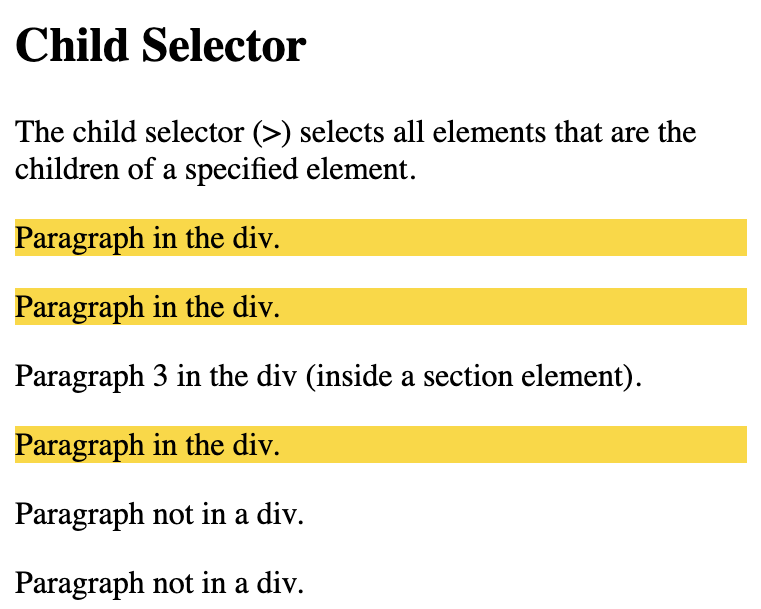 Child Selector
The child selector (>) selects all elements that are the
children of a specified element.
Paragraph in the div.
Paragraph in the div.
Paragraph 3 in the div (inside a section element).
Paragraph in the div.
Paragraph not in a div.
Paragraph not in a div.